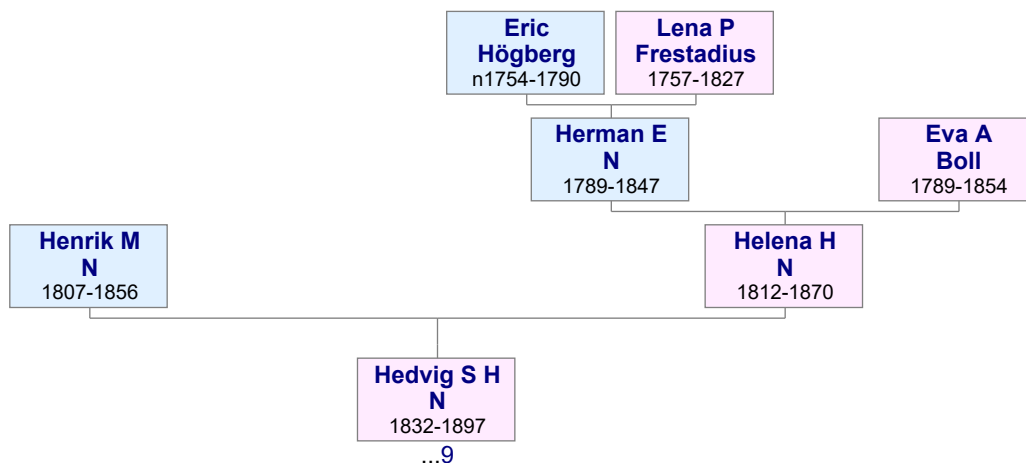 Eric
Högberg
n1754-1790
Lena P
Frestadius
1757-1827
Herman E
N
1789-1847
Eva A
Boll
1789-1854
Henrik M
N
1807-1856
Helena H
N
1812-1870
Hedvig S H
N
1832-1897
...9